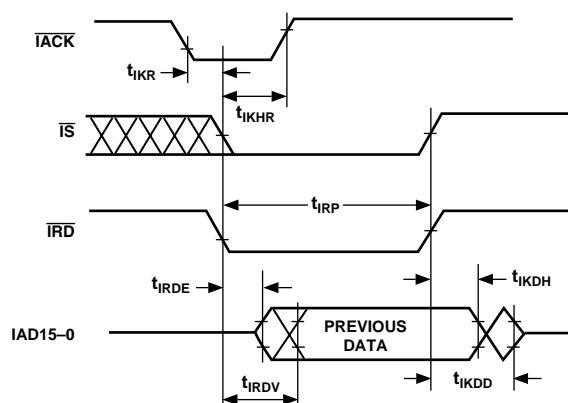 IACK
tIKR
tIKHR
IS
tIRP
IRD
tIRDE
tIKDH
IAD15–0
PREVIOUS
DATA
tIKDD
tIRDV